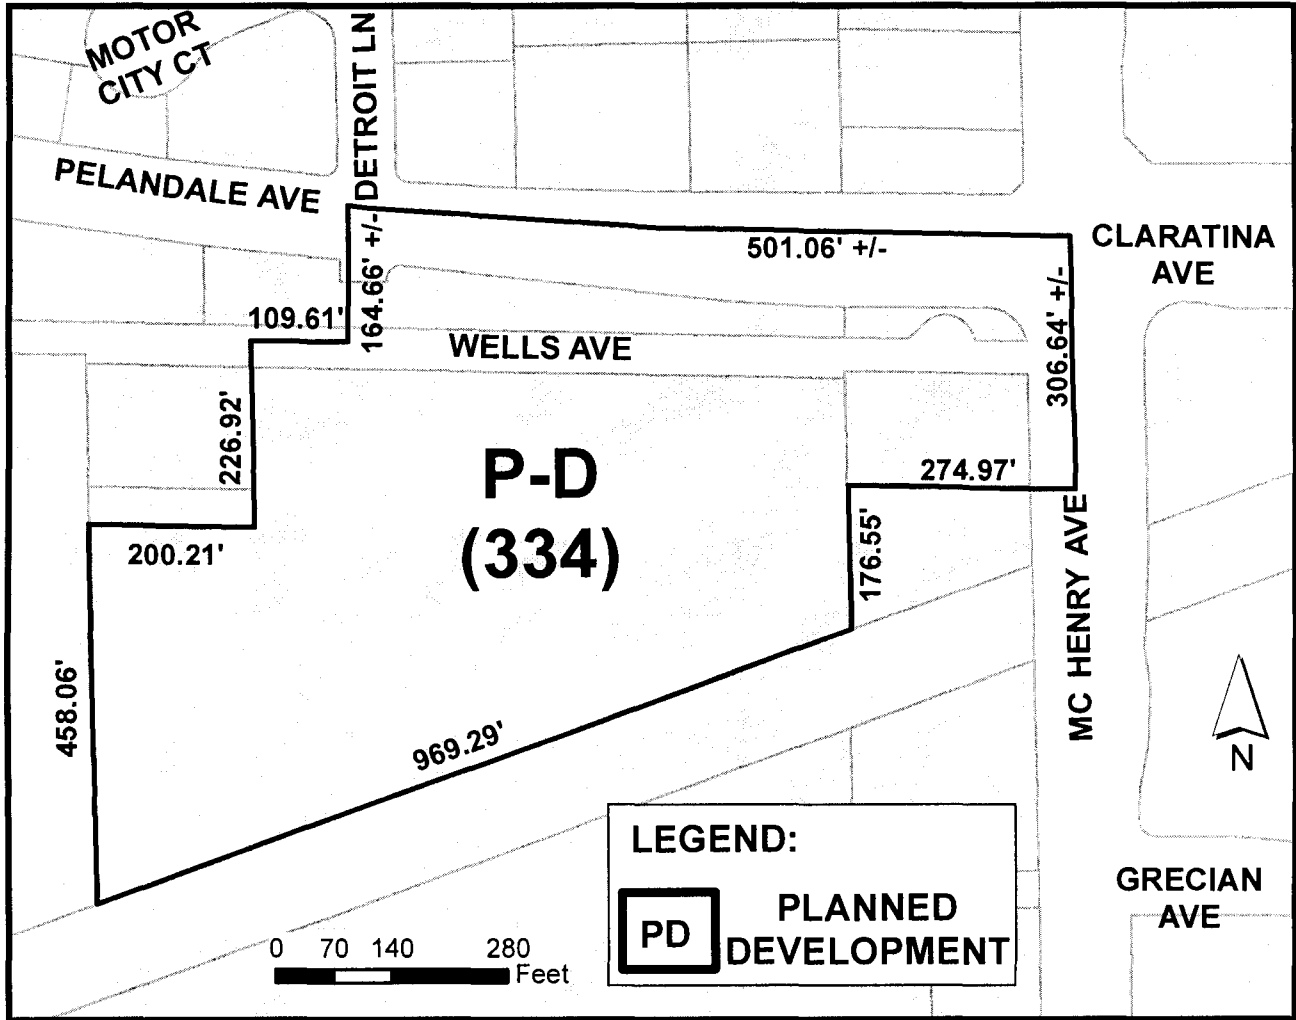 MOTOR
CITY CT
DETROIT LN
PELANDALE AVE
164.66' +/-
501.06' +/-
CLARATINA
AVE
306.64' +/-
109.61'
WELLS AVE
226.92'
P-D
(334)
274.97'
200.21'
176.55'
MC HENRY AVE
458.06'
969.29'
N
LEGEND:
PD
PLANNED
DEVELOPMENT
GRECIAN
AVE
0 70 140 280
Feet